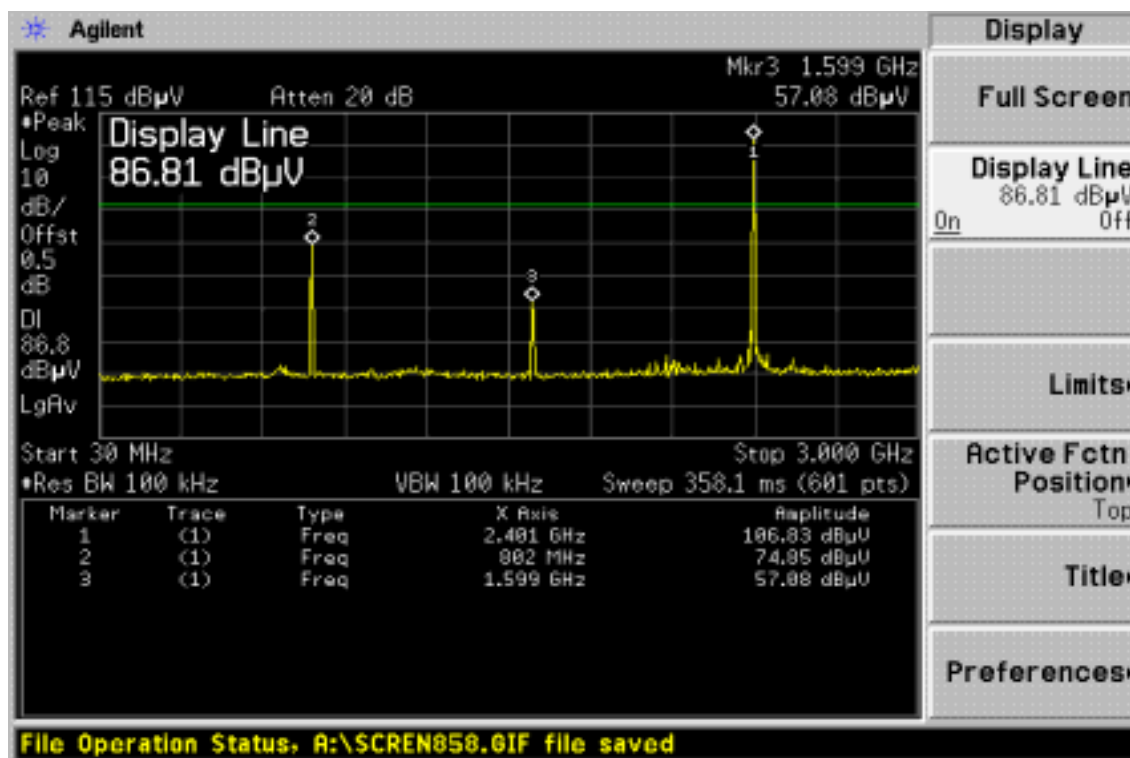 Agilent
Display
Mkr3 1.599 GHz
Ref 115 dBµV Atten 20 dB 57.08 dBµV
Full Screen
#Peak
Log
10
dB/
Offst
0.5
dB
DI
86.8
dBµV
LgAv
Display Line
86.81 dBµV
1
2
3
Display Line
86.81 dBµV
On Off
Limits
Start 30 MHz Stop 3.000 GHz
#Res BW 100 kHz VBW 100 kHz Sweep 358.1 ms (601 pts)
Active Fctn
Position
Top
Marker Trace Type X Axis Amplitude
1 (1) Freq 2.401 GHz 106.83 dBµV
2 (1) Freq 802 MHz 74.85 dBµV
3 (1) Freq 1.599 GHz 57.08 dBµV
Title
Preferences
File Operation Status, A:\SCREN858.GIF file saved